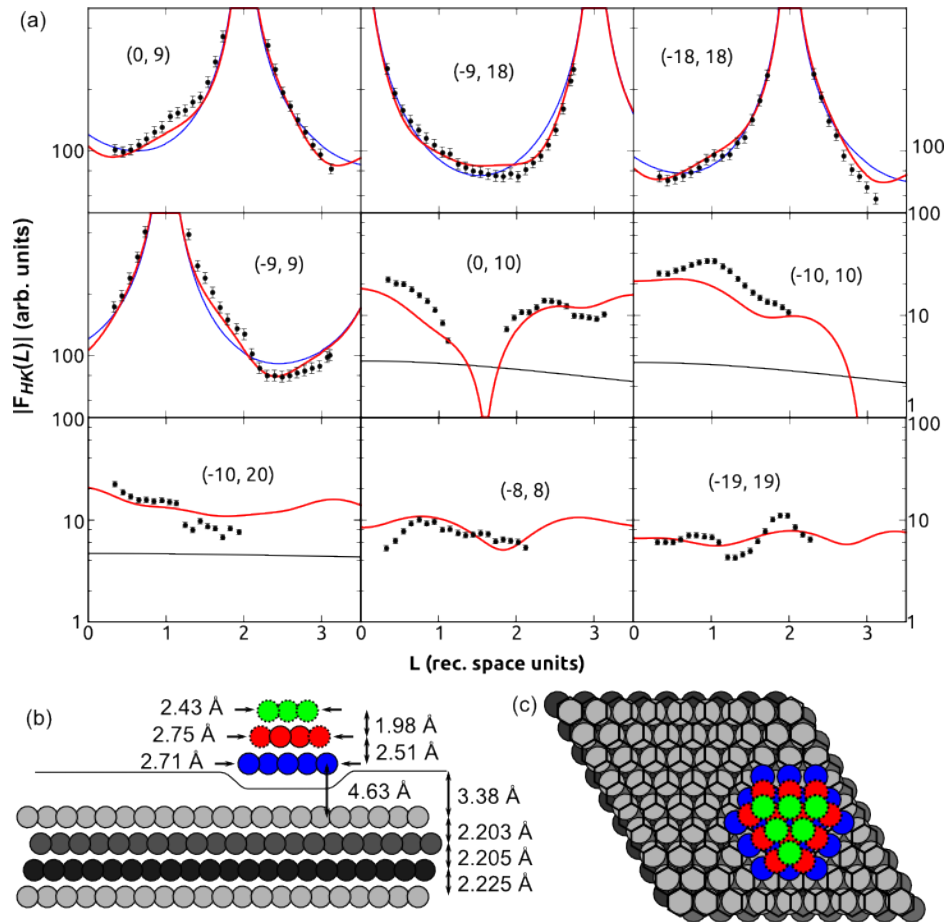 (a)
(0, 9)
(-9, 18)
(-18, 18)
100
100
(-9, 9)
(0, 10)
(-10, 10)
100
100
10
1
100
100
(-10, 20)
(-8, 8)
(-19, 19)
10
10
1
1
0
1
2
3
0
1
2
3
0
1
2
3
|F_HK(L)| (arb. units)
L (rec. space units)
(b)
2.43 Å
2.75 Å
2.71 Å
1.98 Å
2.51 Å
4.63 Å
3.38 Å
2.203 Å
2.205 Å
2.225 Å
(c)